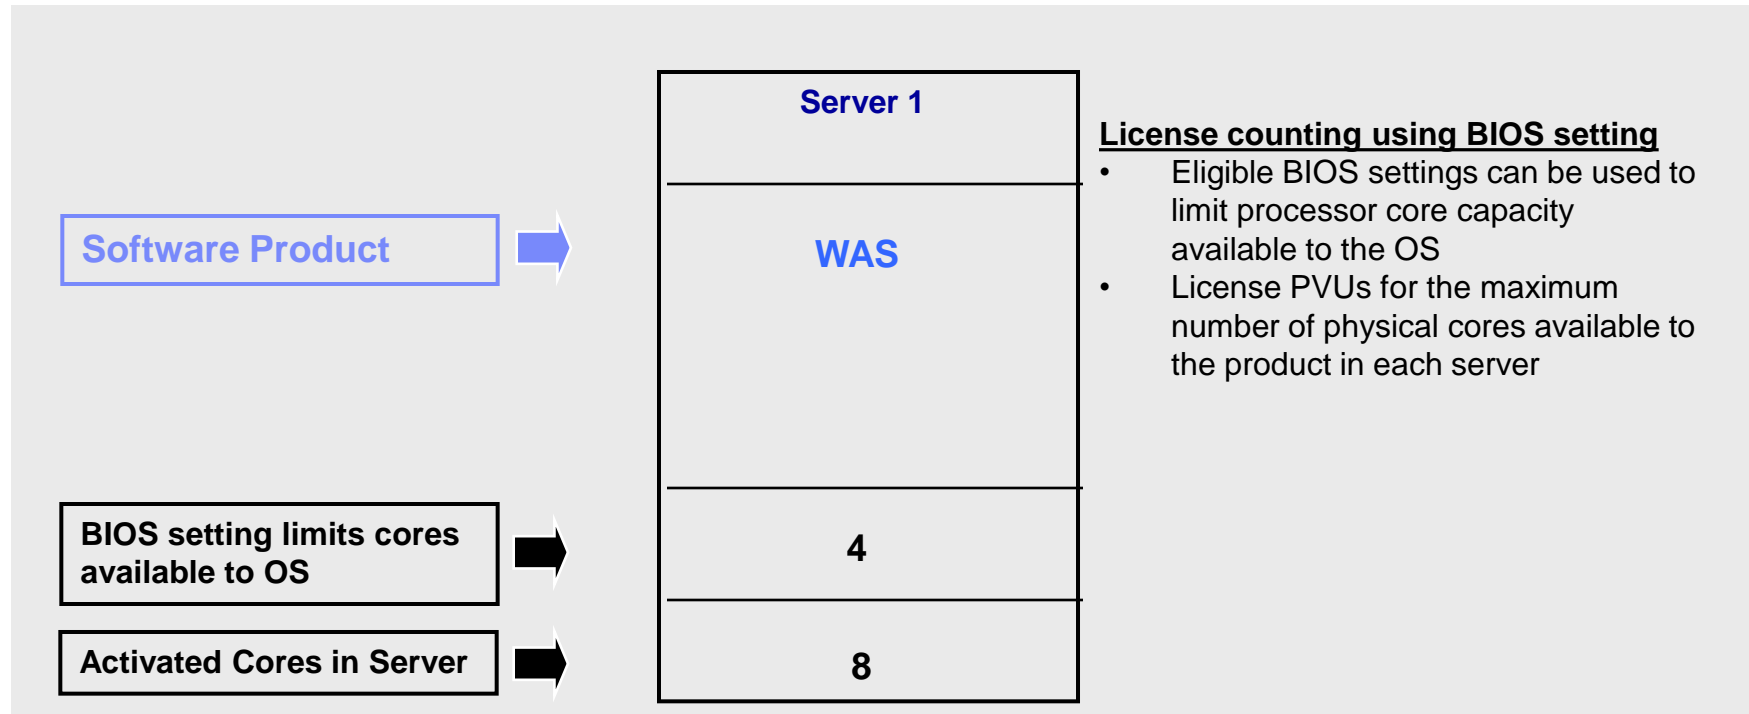 Server 1
License counting using BIOS setting
• Eligible BIOS settings can be used to
limit processor core capacity
available to the OS
• License PVUs for the maximum
number of physical cores available to
the product in each server
Software Product
WAS
BIOS setting limits cores
available to OS
4
Activated Cores in Server
8